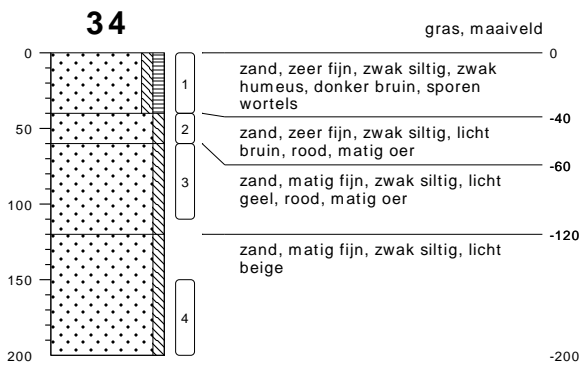 34
gras, maaiveld
0
0
zand, zeer fijn, zwak siltig, zwak
humeus, donker bruin, sporen
wortels
1
-40
50
2
zand, zeer fijn, zwak siltig, licht
bruin, rood, matig oer
-60
3
zand, matig fijn, zwak siltig, licht
geel, rood, matig oer
100
-120
zand, matig fijn, zwak siltig, licht
beige
150
4
200
-200